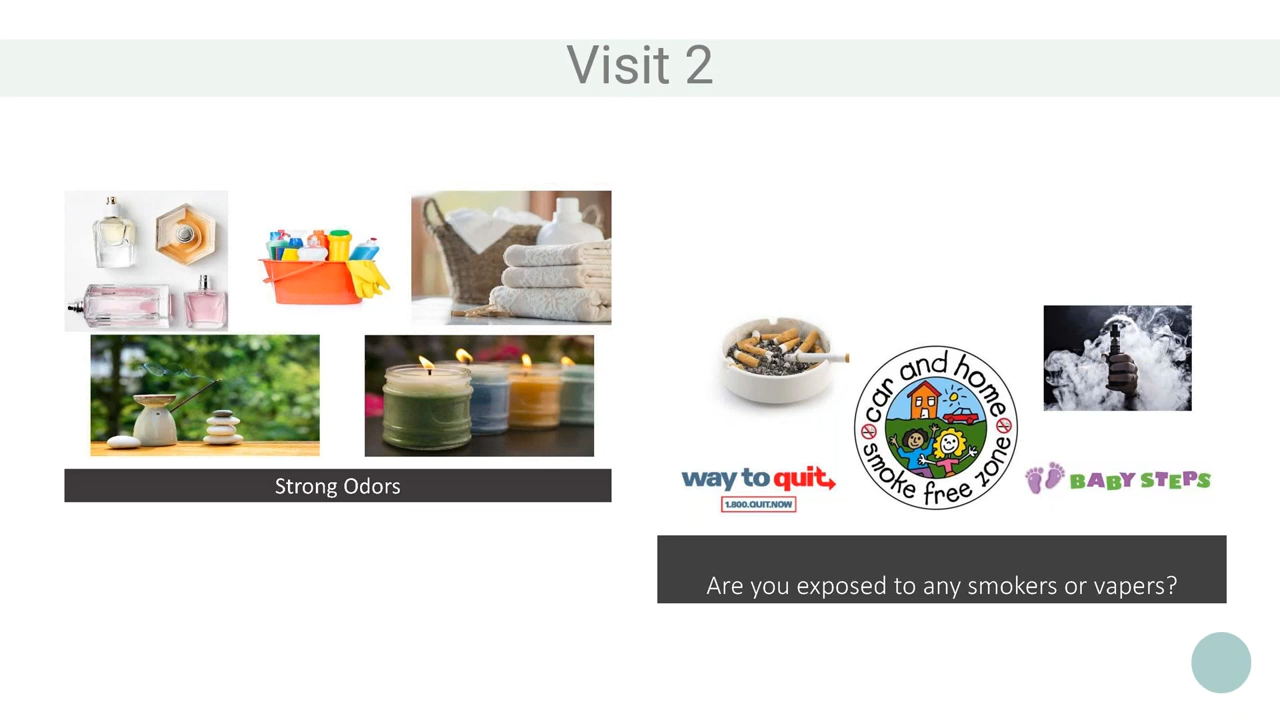 Visit 2
Strong Odors
car and home
smoke free zone
way to quit
1.800.QUIT.NOW
BABY STEPS
Are you exposed to any smokers or vapers?